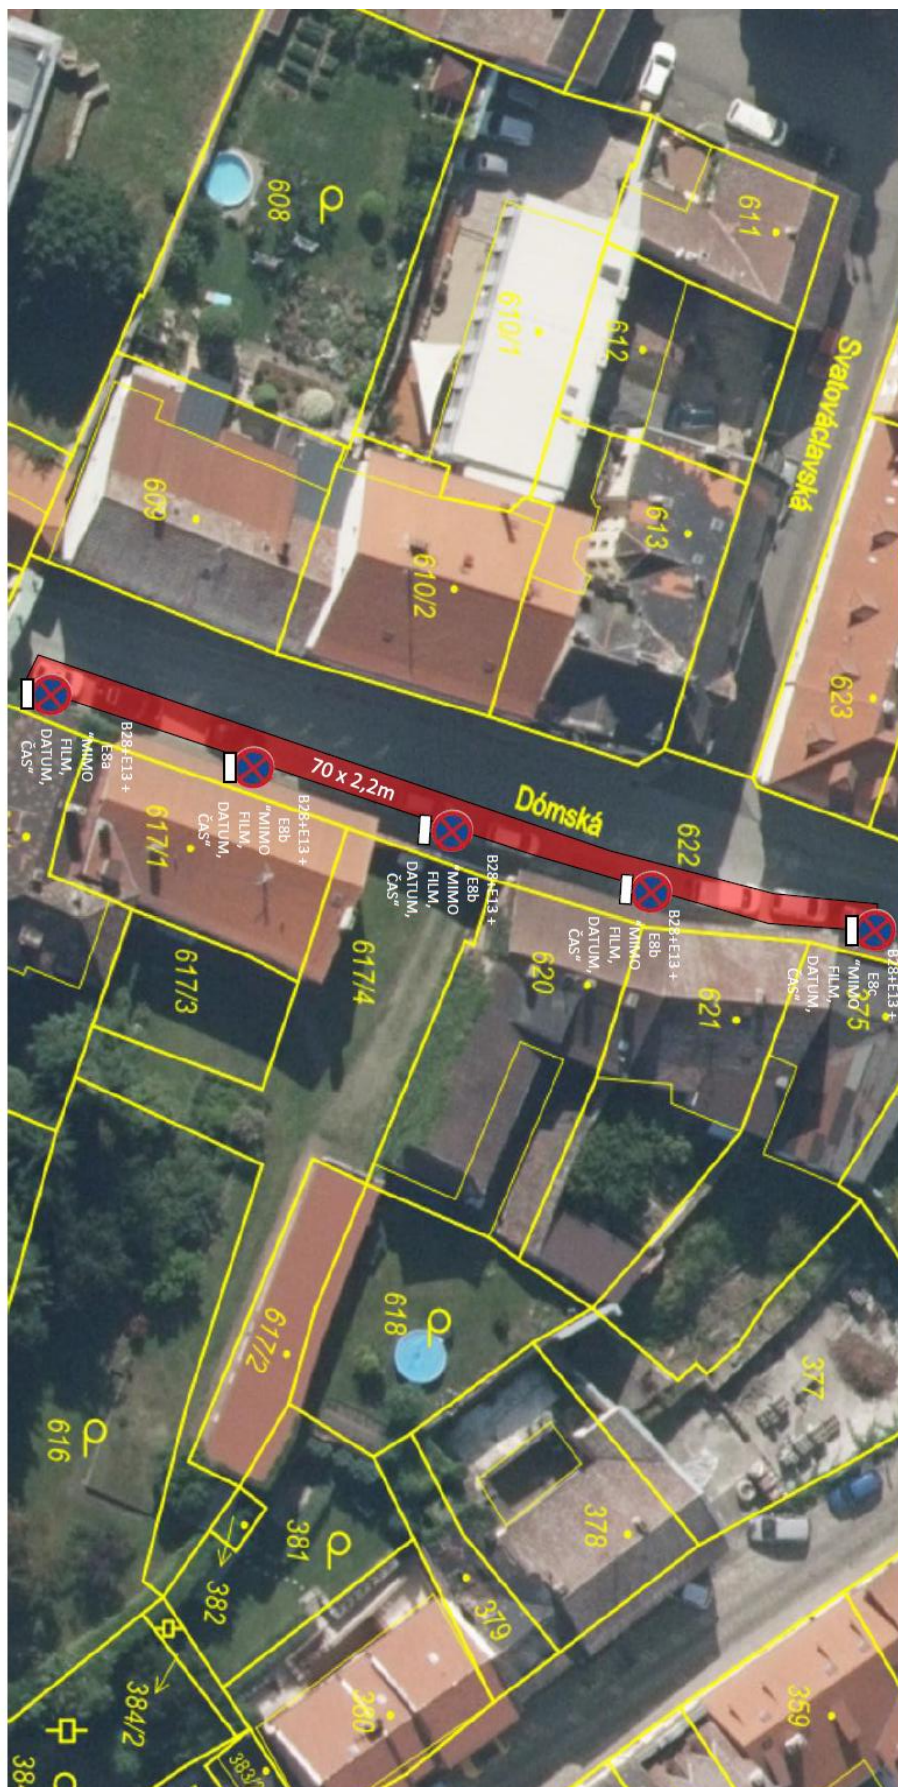 608
611
610/1
612
Svatováclavská
609
613
610/2
623
70 x 2,2m
Dómská
622
B28+E13 +
E8a
"MIMO
FILM,
DATUM,
ČAS"
B28+E13 +
E8b
"MIMO
FILM,
DATUM,
ČAS"
B28+E13 +
E8b
"MIMO
FILM,
DATUM,
ČAS"
B28+E13 +
E8b
"MIMO
FILM,
DATUM,
ČAS"
B28+E13 +
E8c
"MIMO
FILM,
DATUM,
ČAS"
617/1
617/3
617/4
620
621
617/2
618
377
616
381
378
382
379
384/2
380
359